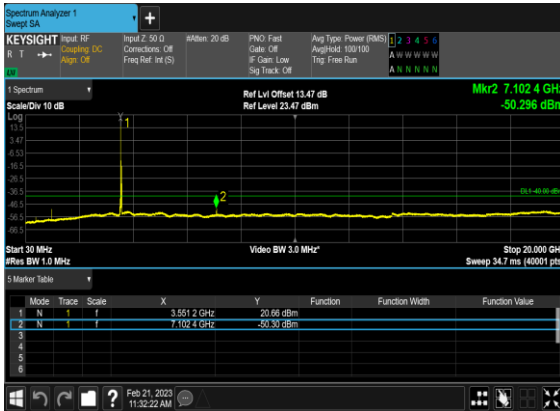 Spectrum Analyzer 1
Swept SA
KEYSIGHT Input: RF Input Z: 50 Ω #Atten: 20 dB PNO: Fast Avg Type: Power (RMS) 1 2 3 4 5 6
R T Coupling: DC Corrections: Off Gate: Off Avg|Hold: 100/100 A W W W W W
Align: Off Freq Ref: Int (S) IF Gain: Low Trig: Free Run
Sig Track: Off A N N N N N
1 Spectrum
Ref Lvl Offset 13.47 dB Mkr2 7.102 4 GHz
Scale/Div 10 dB Ref Level 23.47 dBm -50.296 dBm
Log
13.5
3.47
-6.53
-16.5
-26.5
-36.5
-46.5
-56.5
-66.5
1
2
DL1 -40.00 dBm
Start 30 MHz Video BW 3.0 MHz* Stop 20.000 GHz
#Res BW 1.0 MHz Sweep 34.7 ms (40001 pts)
5 Marker Table
Mode Trace Scale X Y Function Function Width Function Value
1 N 1 f 3.551 2 GHz 20.66 dBm
2 N 1 f 7.102 4 GHz -50.30 dBm
3
4
5
6
Feb 21, 2023
11:32:22 AM